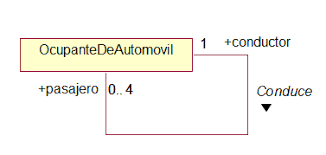 1 +conductor
OcupanteDeAutomovil
+pasajero 0..4
Conduce